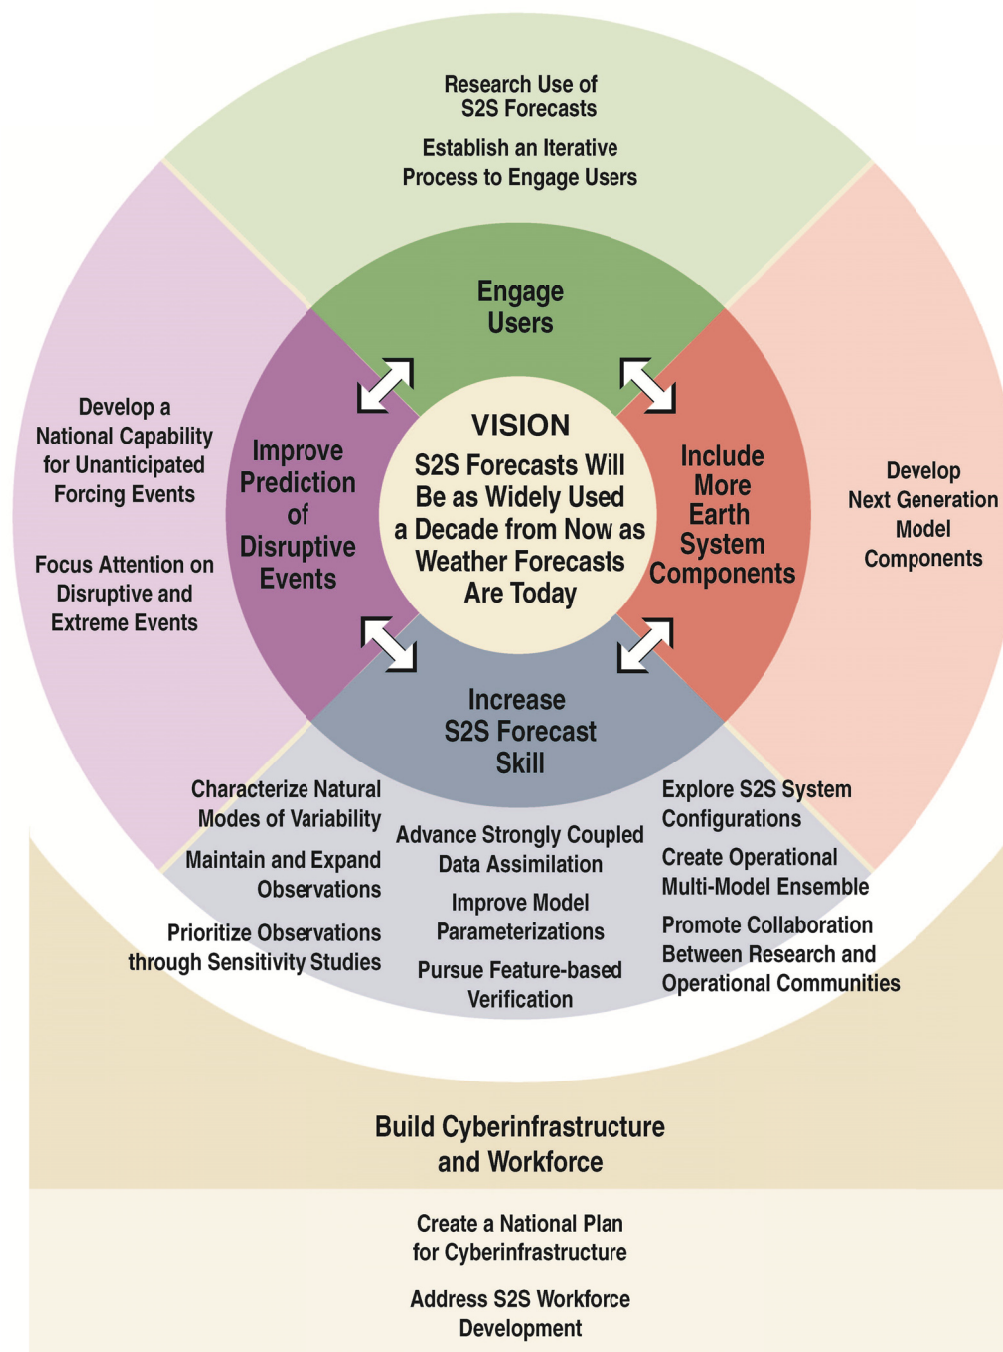 Research Use of
S2S Forecasts
Establish an Iterative
Process to Engage Users
Engage
Users
Develop a
National Capability
for Unanticipated
Forcing Events
Focus Attention on
Disruptive and
Extreme Events
Improve
Prediction
of
Disruptive
Events
VISION
S2S Forecasts Will
Be as Widely Used
a Decade from Now as
Weather Forecasts
Are Today
Include
More
Earth
System
Components
Develop
Next Generation
Model
Components
Increase
S2S Forecast
Skill
Characterize Natural
Modes of Variability
Maintain and Expand
Observations
Prioritize Observations
through Sensitivity Studies
Advance Strongly Coupled
Data Assimilation
Improve Model
Parameterizations
Pursue Feature-based
Verification
Explore S2S System
Configurations
Create Operational
Multi-Model Ensemble
Promote Collaboration
Between Research and
Operational Communities
Build Cyberinfrastructure
and Workforce
Create a National Plan
for Cyberinfrastructure
Address S2S Workforce
Development